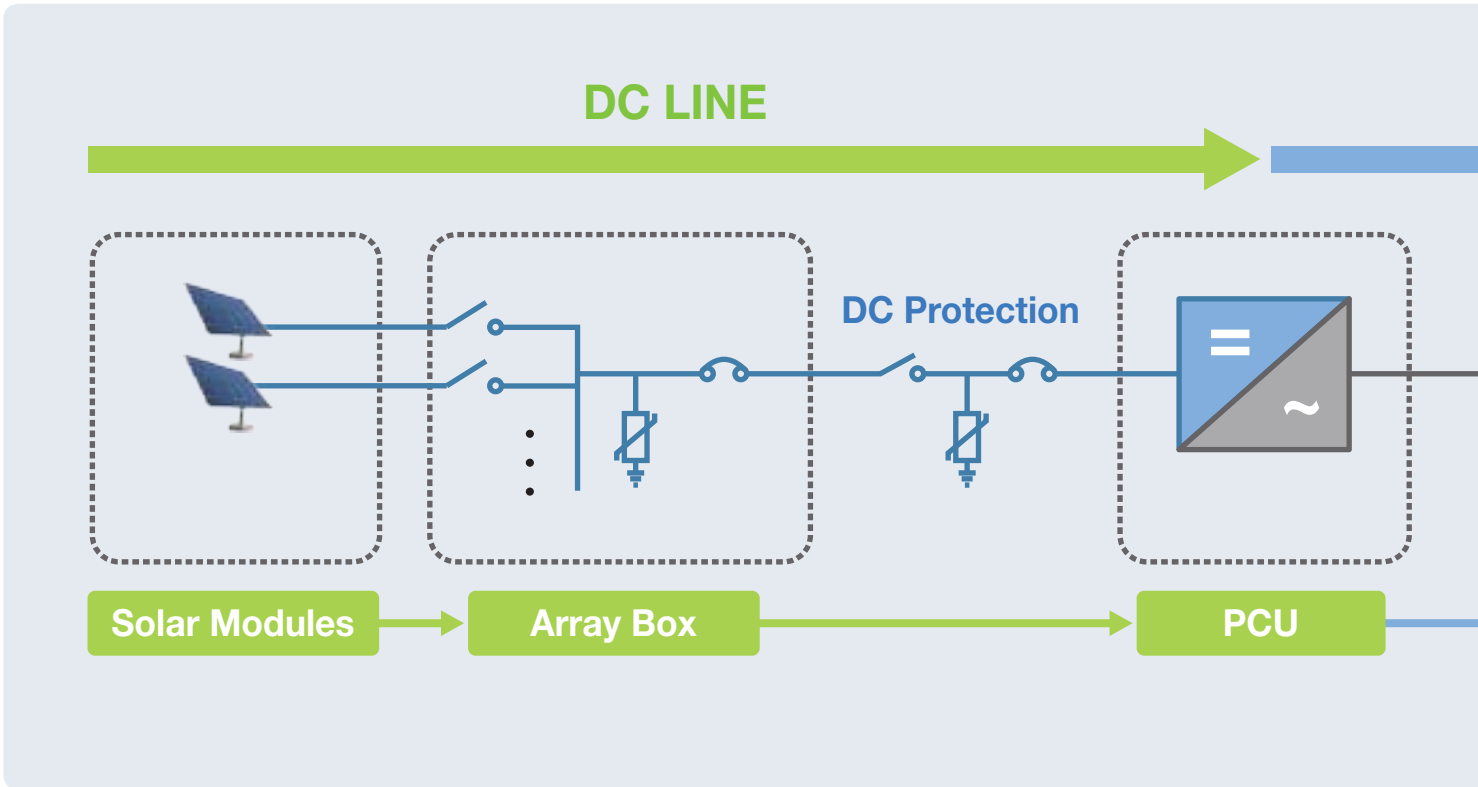 DC LINE
DC Protection
Solar Modules
Array Box
PCU